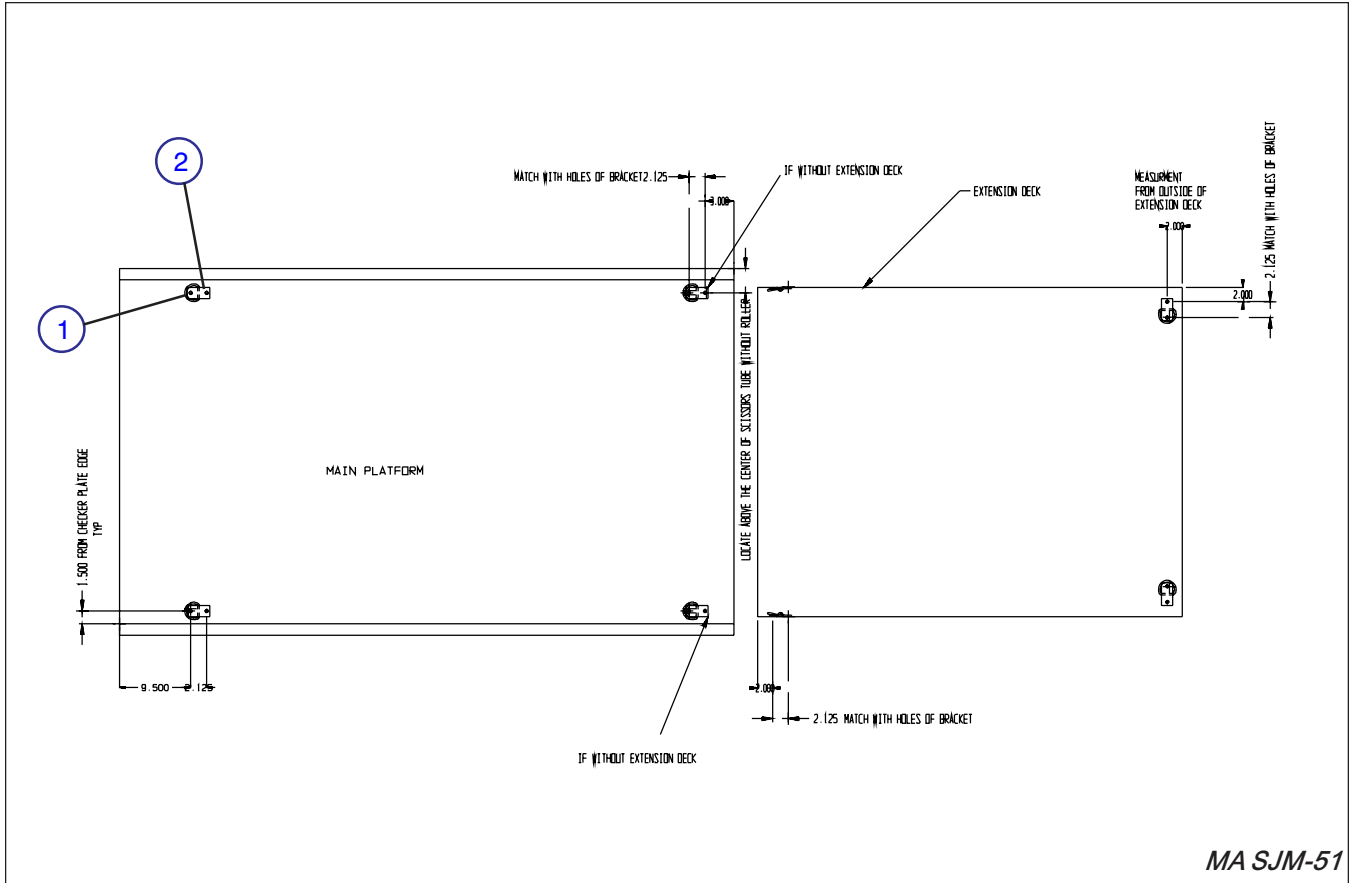 2
1
MATCH WITH HOLES OF BRACKET 2.125
3.000
IF WITHOUT EXTENSION DECK
EXTENSION DECK
MEASURMENT
FROM OUTSIDE OF
EXTENSION DECK
2.000
2.000
2.125 MATCH WITH HOLES OF BRACKET
LOCATE ABOVE THE CENTER OF SCISSORS TUBE WITHOUT ROLLER
MAIN PLATFORM
1.500 FROM CHECKER PLATE EDGE
TYP
9.500
2.125
2.000
2.125 MATCH WITH HOLES OF BRACKET
IF WITHOUT EXTENSION DECK
MA SJM-51